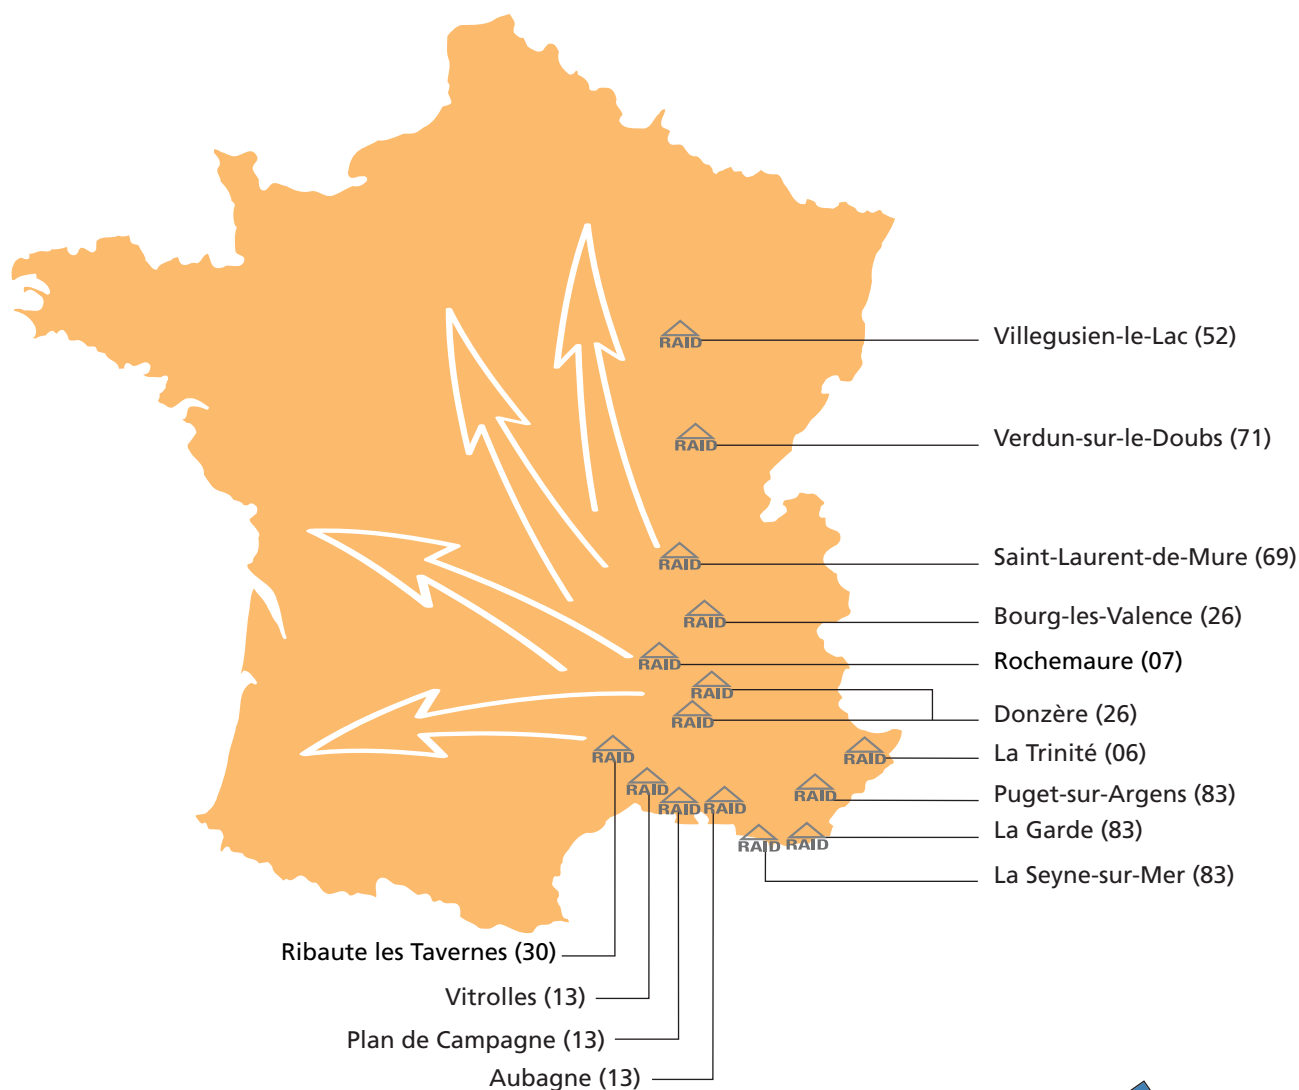 RAID
Villegusien-le-Lac (52)
RAID
Verdun-sur-le-Doubs (71)
RAID
Saint-Laurent-de-Mure (69)
RAID
Bourg-les-Valence (26)
RAID
Rochemaure (07)
RAID
RAID
Donzère (26)
RAID
La Trinité (06)
RAID
Puget-sur-Argens (83)
RAID
La Garde (83)
RAID
La Seyne-sur-Mer (83)
RAID
Ribaute les Tavernes (30)
RAID
Vitrolles (13)
RAID
Plan de Campagne (13)
RAID
Aubagne (13)